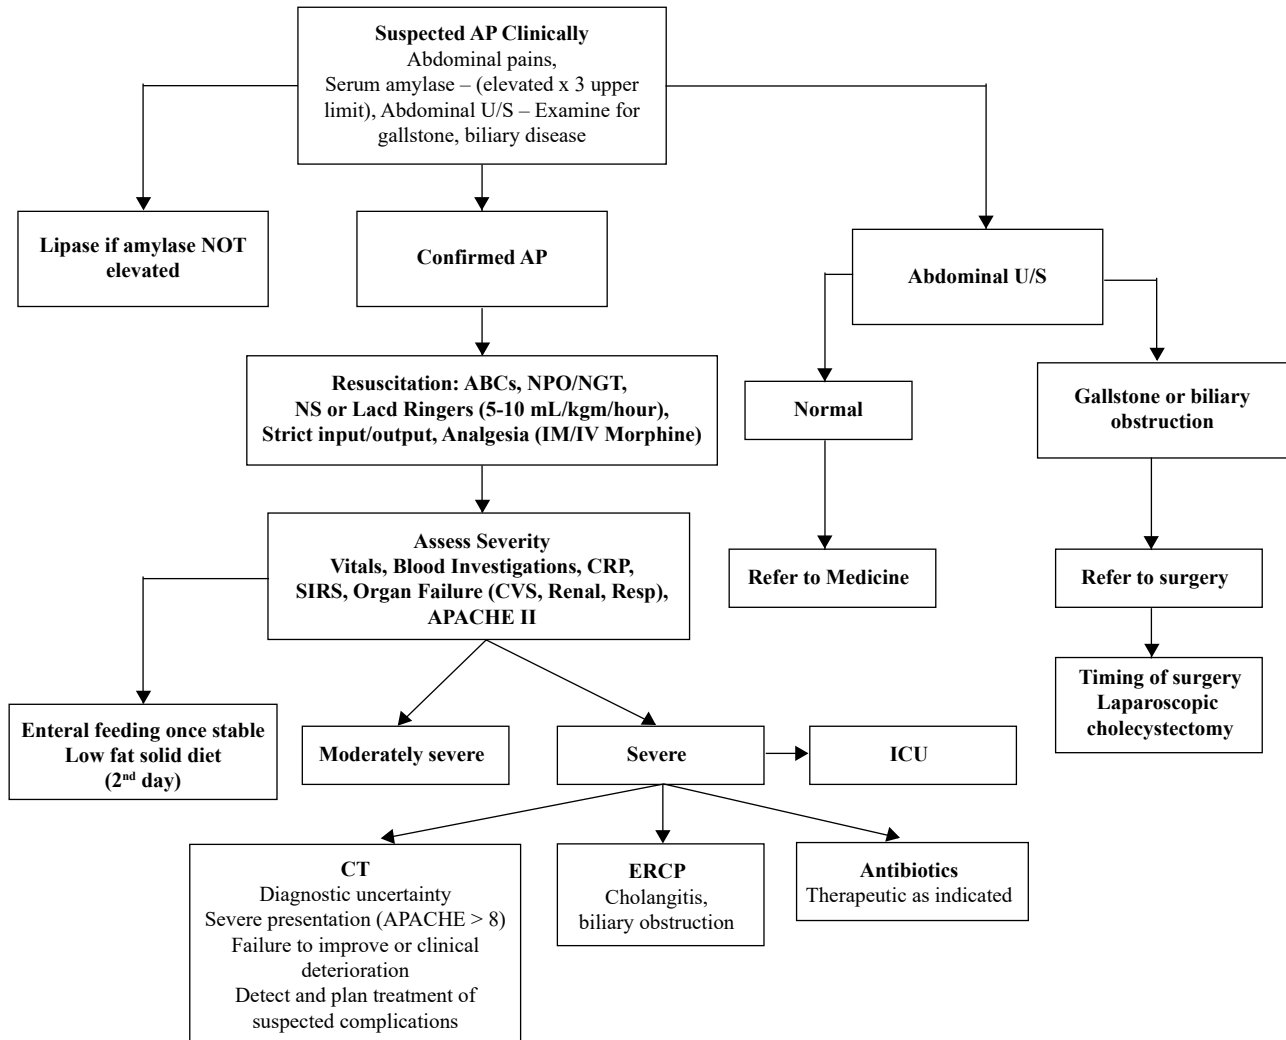 Suspected AP Clinically
Abdominal pains,
Serum amylase – (elevated x 3 upper
limit), Abdominal U/S – Examine for
gallstone, biliary disease
Lipase if amylase NOT
elevated
Confirmed AP
Abdominal U/S
Resuscitation: ABCs, NPO/NGT,
NS or Lacd Ringers (5-10 mL/kgm/hour),
Strict input/output, Analgesia (IM/IV Morphine)
Normal
Gallstone or biliary
obstruction
Assess Severity
Vitals, Blood Investigations, CRP,
SIRS, Organ Failure (CVS, Renal, Resp),
APACHE II
Refer to Medicine
Refer to surgery
Enteral feeding once stable
Low fat solid diet
(2nd day)
Moderately severe
Severe
ICU
Timing of surgery
Laparoscopic
cholecystectomy
CT
Diagnostic uncertainty
Severe presentation (APACHE > 8)
Failure to improve or clinical
deterioration
Detect and plan treatment of
suspected complications
ERCP
Cholangitis,
biliary obstruction
Antibiotics
Therapeutic as indicated